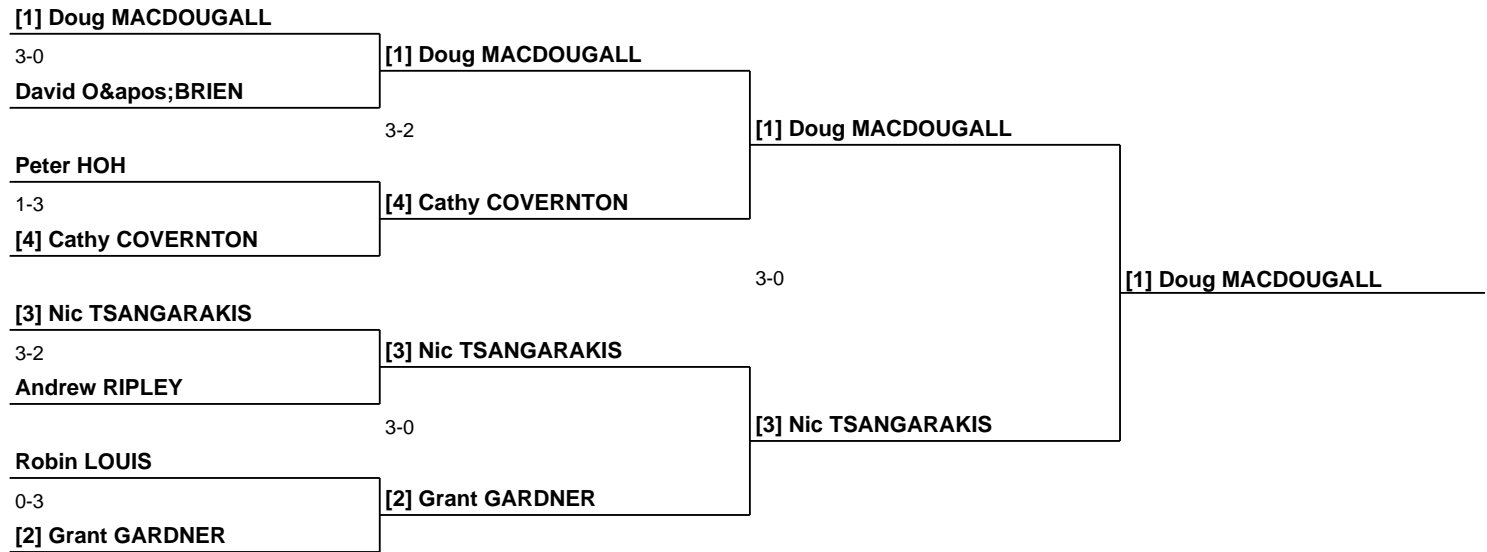 [1] Doug MACDOUGALL
3-0
[1] Doug MACDOUGALL
David O&apos;BRIEN
3-2
[1] Doug MACDOUGALL
Peter HOH
1-3
[4] Cathy COVERNTON
[4] Cathy COVERNTON
3-0
[1] Doug MACDOUGALL
[3] Nic TSANGARAKIS
3-2
[3] Nic TSANGARAKIS
Andrew RIPLEY
3-0
[3] Nic TSANGARAKIS
Robin LOUIS
0-3
[2] Grant GARDNER
[2] Grant GARDNER